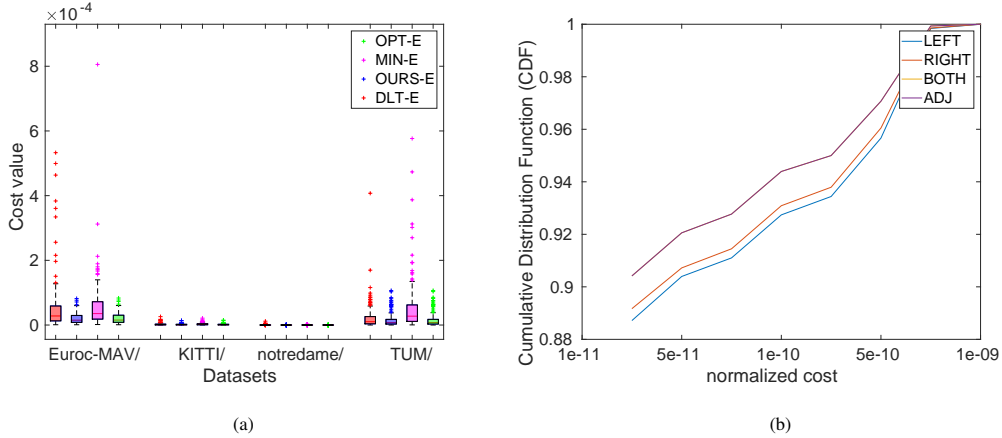 ×10⁻⁴
8
6
4
2
0
Cost value
OPT-E
MIN-E
OURS-E
DLT-E
Euroc-MAV/ KITTI/ notredame/ TUM/
Datasets
(a)
1
0.98
0.96
0.94
0.92
0.9
0.88
Cumulative Distribution Function (CDF)
LEFT
RIGHT
BOTH
ADJ
1e-11 5e-11 1e-10 5e-10 1e-09
normalized cost
(b)